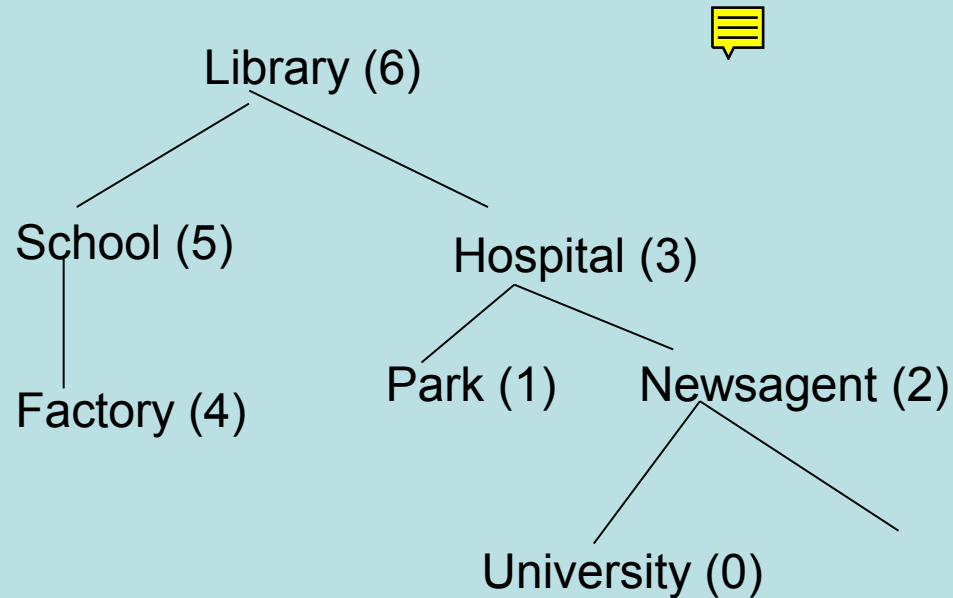 Library (6)
School (5)
Hospital (3)
Park (1)
Newsagent (2)
Factory (4)
University (0)